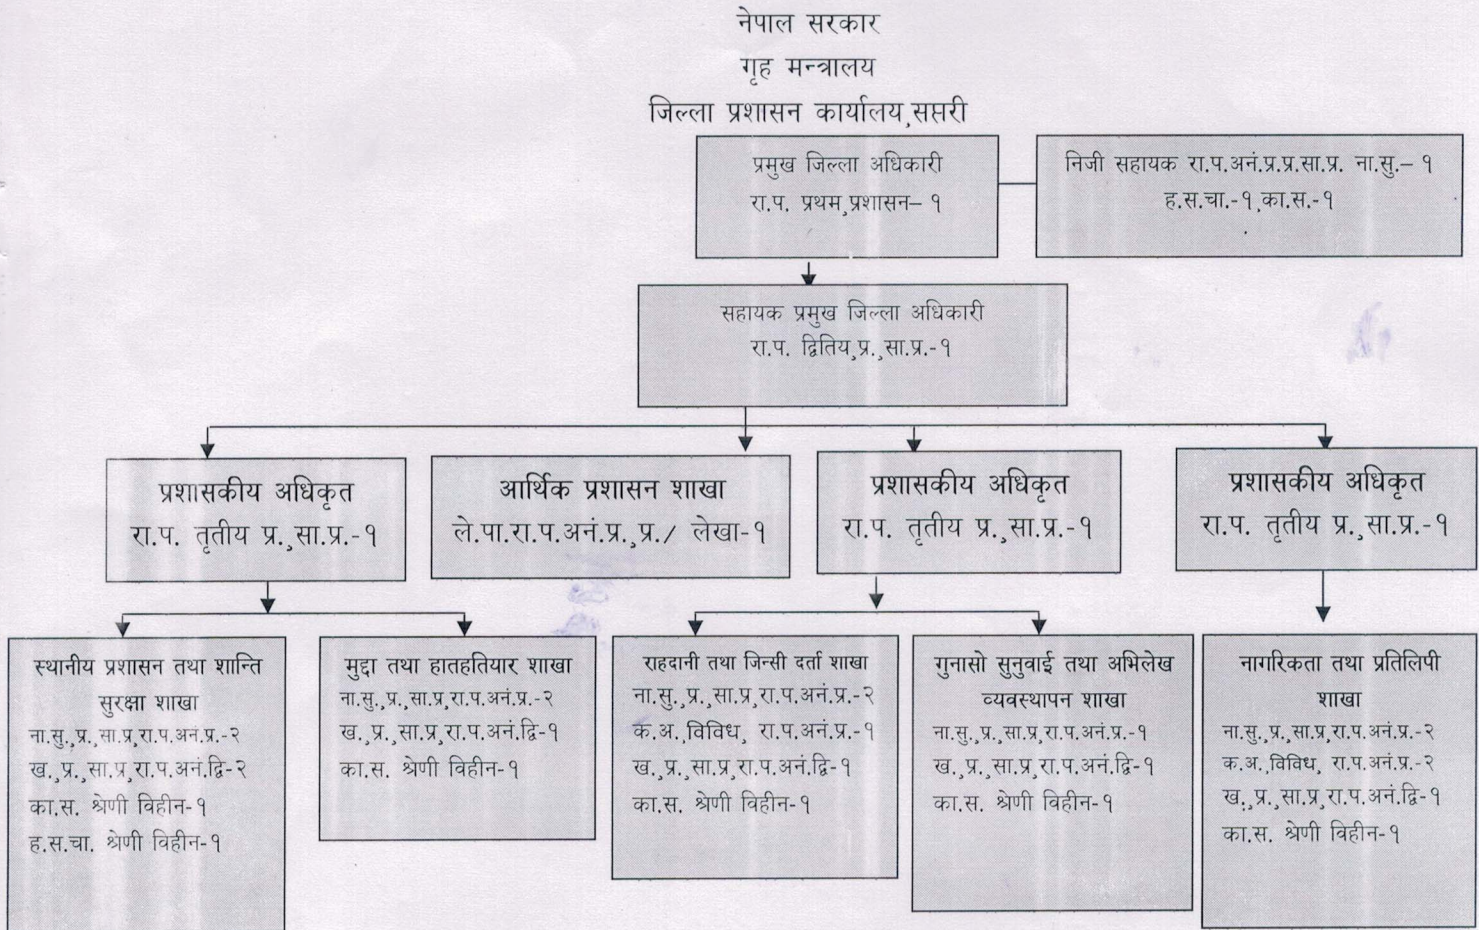 नेपाल सरकार
गृह मन्त्रालय
जिल्ला प्रशासन कार्यालय,सप्तरी
प्रमुख जिल्ला अधिकारी
रा.प. प्रथम,प्रशासन– १
निजी सहायक रा.प.अनं.प्र.प्र.सा.प्र. ना.सु.– १
ह.स.चा.-१,का.स.-१
सहायक प्रमुख जिल्ला अधिकारी
रा.प. द्वितिय,प्र.,सा.प्र.-१
प्रशासकीय अधिकृत
रा.प. तृतीय प्र.,सा.प्र.-१
आर्थिक प्रशासन शाखा
ले.पा.रा.प.अनं.प्र.,प्र./ लेखा-१
प्रशासकीय अधिकृत
रा.प. तृतीय प्र.,सा.प्र.-१
प्रशासकीय अधिकृत
रा.प. तृतीय प्र.,सा.प्र.-१
स्थानीय प्रशासन तथा शान्ति
सुरक्षा शाखा
ना.सु.,प्र.,सा.प्र,रा.प.अनं.प्र.-२
ख.,प्र.,सा.प्र,रा.प.अनं.द्वि-२
का.स. श्रेणी विहीन-१
ह.स.चा. श्रेणी विहीन-१
मुद्दा तथा हातहतियार शाखा
ना.सु.,प्र.,सा.प्र,रा.प.अनं.प्र.-२
ख.,प्र.,सा.प्र,रा.प.अनं.द्वि-१
का.स. श्रेणी विहीन-१
राहदानी तथा जिन्सी दर्ता शाखा
ना.सु.,प्र.,सा.प्र,रा.प.अनं.प्र.-२
क.अ.,विविध, रा.प.अनं.प्र.-१
ख.,प्र.,सा.प्र,रा.प.अनं.द्वि-१
का.स. श्रेणी विहीन-१
गुनासो सुनुवाई तथा अभिलेख
व्यवस्थापन शाखा
ना.सु.,प्र.,सा.प्र,रा.प.अनं.प्र.-१
ख.,प्र.,सा.प्र,रा.प.अनं.द्वि-१
का.स. श्रेणी विहीन-१
नागरिकता तथा प्रतिलिपी
शाखा
ना.सु.,प्र.,सा.प्र,रा.प.अनं.प्र.-२
क.अ.,विविध, रा.प.अनं.प्र.-२
ख.,प्र.,सा.प्र,रा.प.अनं.द्वि-१
का.स. श्रेणी विहीन-१